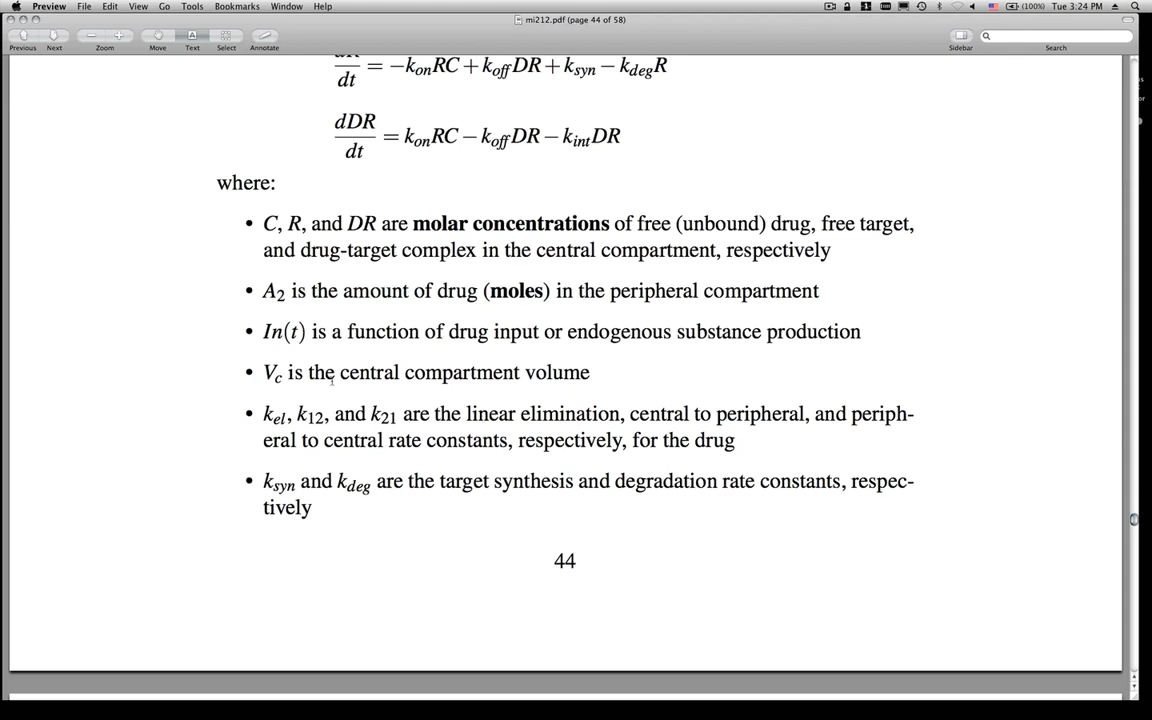 Preview File Edit View Go Tools Bookmarks Window Help (100%) Tue 3:24 PM
mi212.pdf (page 44 of 58)
Previous Next Zoom Move Text Select Annotate Sidebar Search
dt = −k_on RC + k_off DR + k_syn − k_deg R
dDR/dt = k_on RC − k_off DR − k_int DR
where:
• C, R, and DR are molar concentrations of free (unbound) drug, free target,
and drug-target complex in the central compartment, respectively
• A₂ is the amount of drug (moles) in the peripheral compartment
• In(t) is a function of drug input or endogenous substance production
• V_c is the central compartment volume
• k_el, k₁₂, and k₂₁ are the linear elimination, central to peripheral, and periph-
eral to central rate constants, respectively, for the drug
• k_syn and k_deg are the target synthesis and degradation rate constants, respec-
tively
44